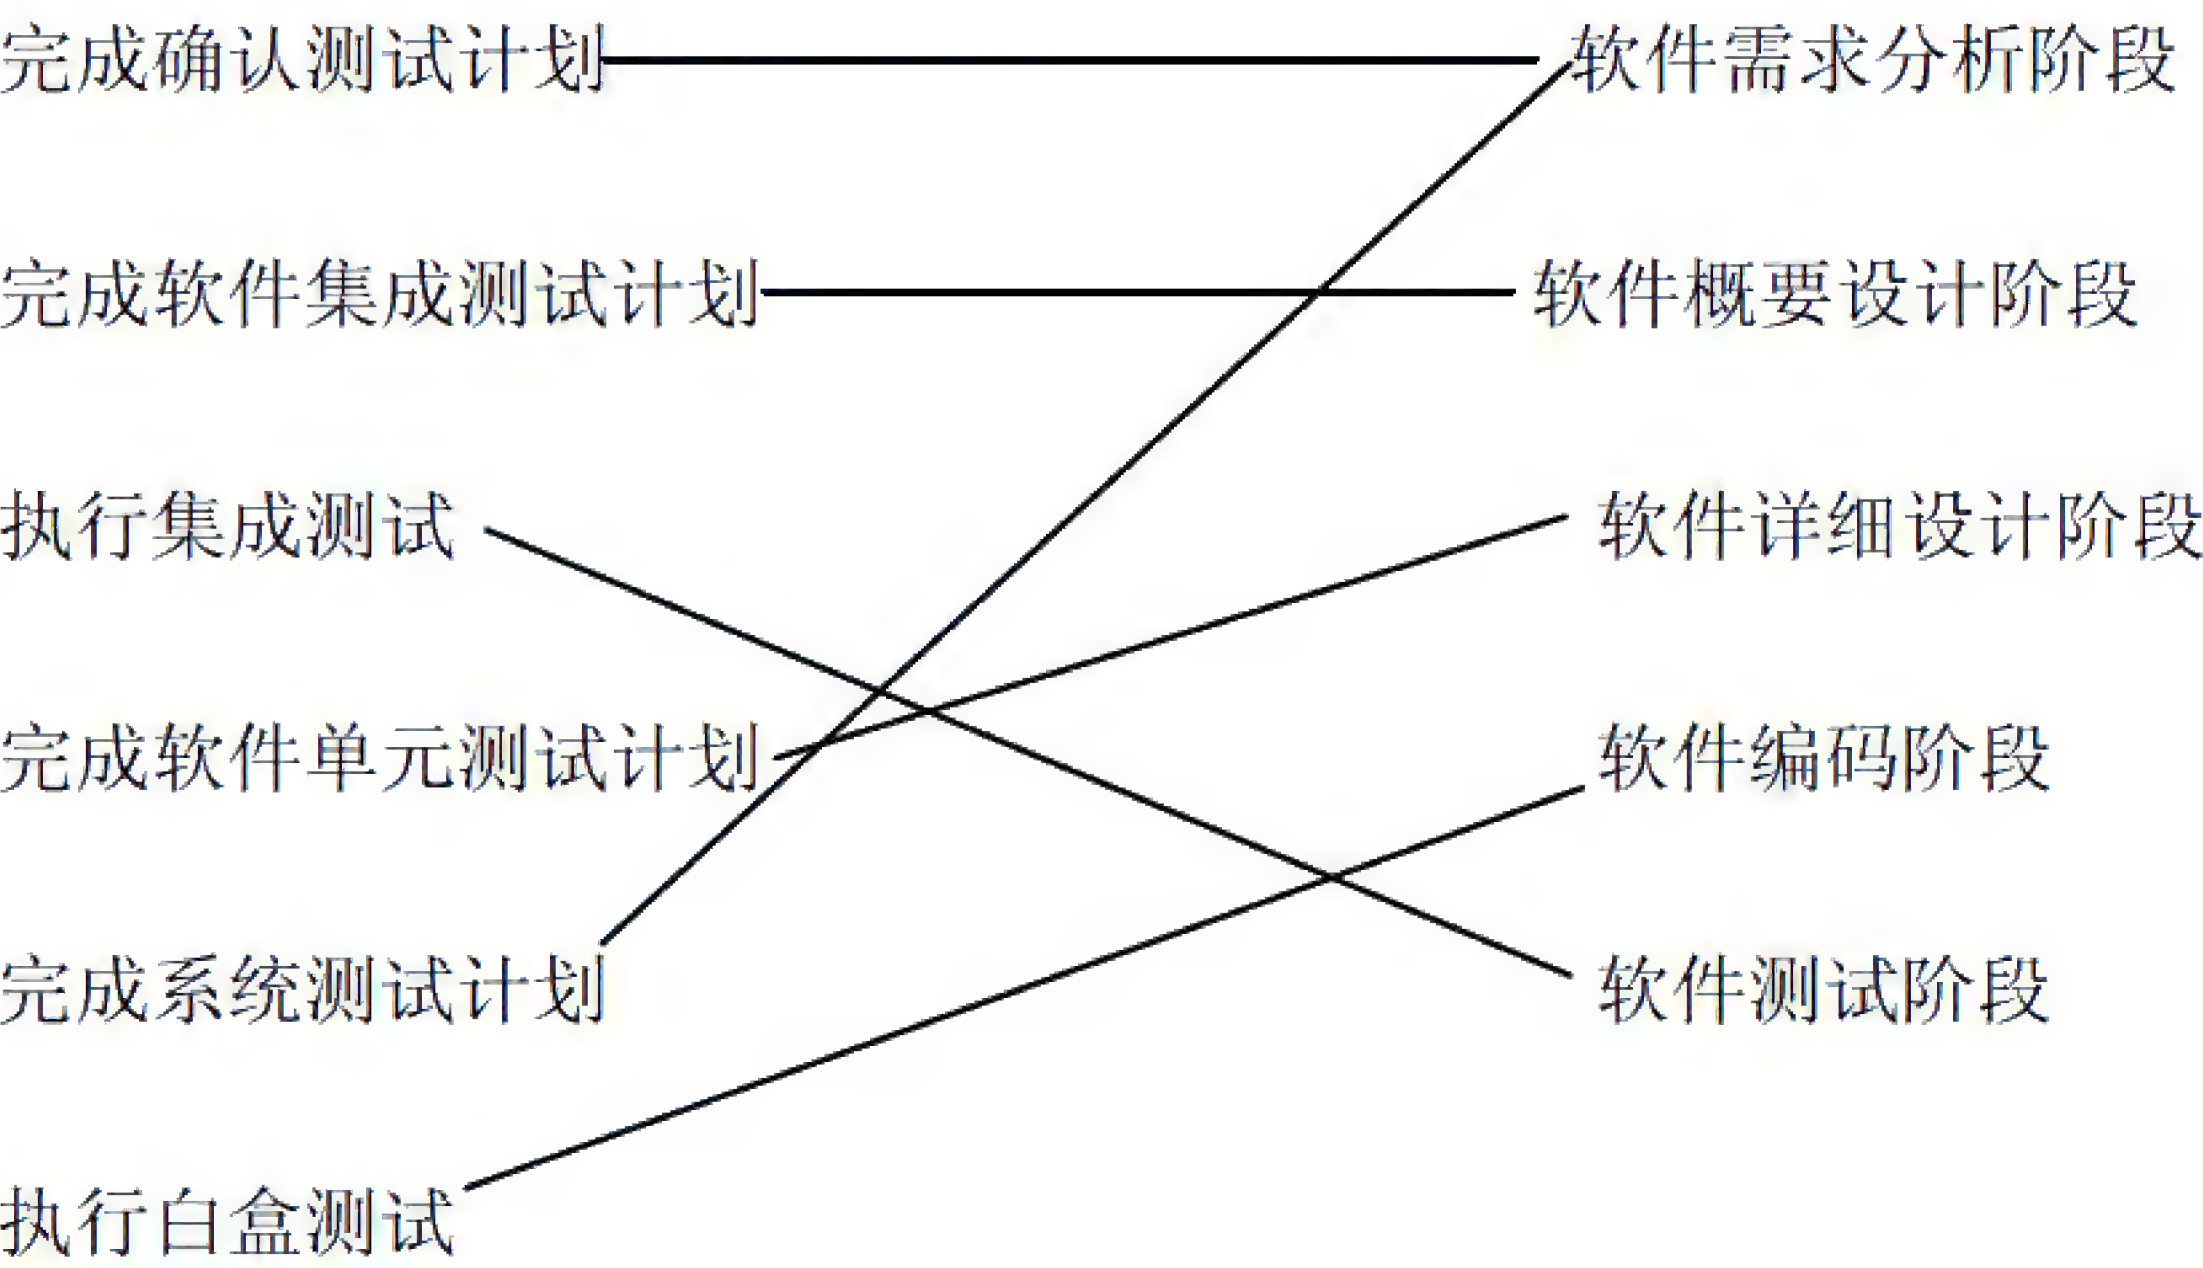 完成确认测试计划 软件需求分析阶段
完成软件集成测试计划 软件概要设计阶段
执行集成测试 软件详细设计阶段
完成软件单元测试计划 软件编码阶段
完成系统测试计划 软件测试阶段
执行白盒测试